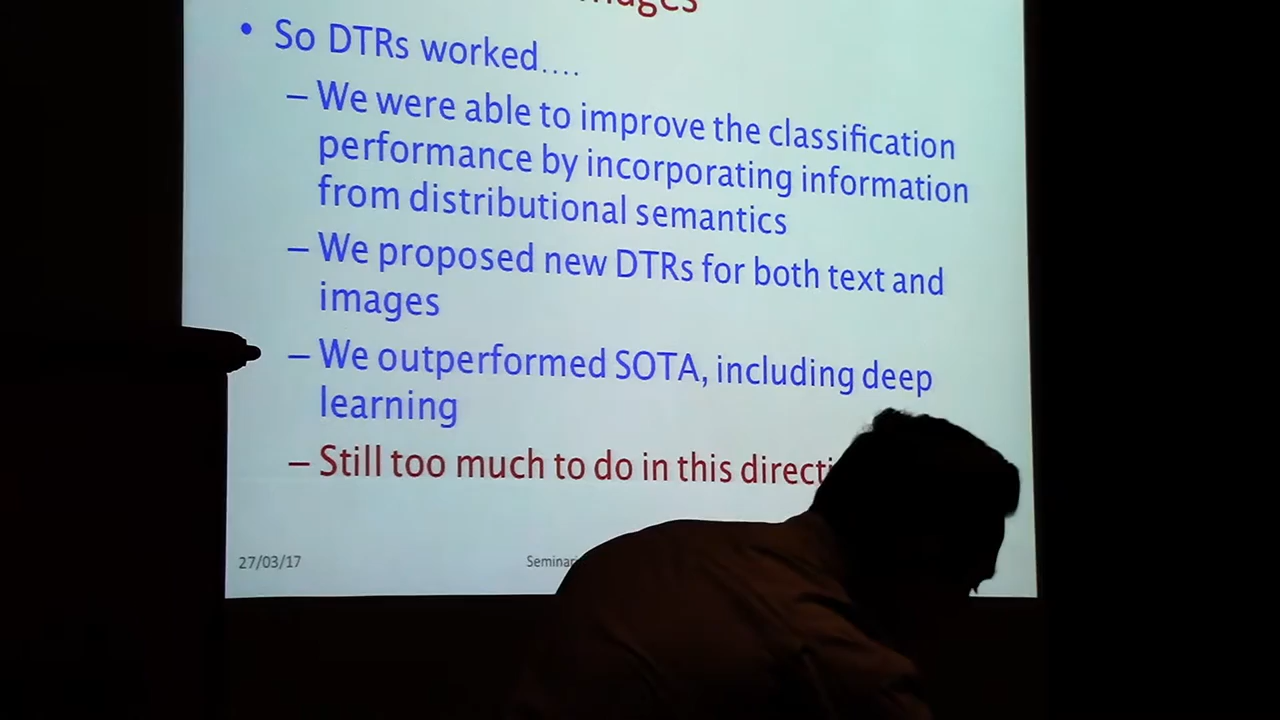 • So DTRs worked....
– We were able to improve the classification
performance by incorporating information
from distributional semantics
– We proposed new DTRs for both text and
images
– We outperformed SOTA, including deep
learning
– Still too much to do in this
27/03/17